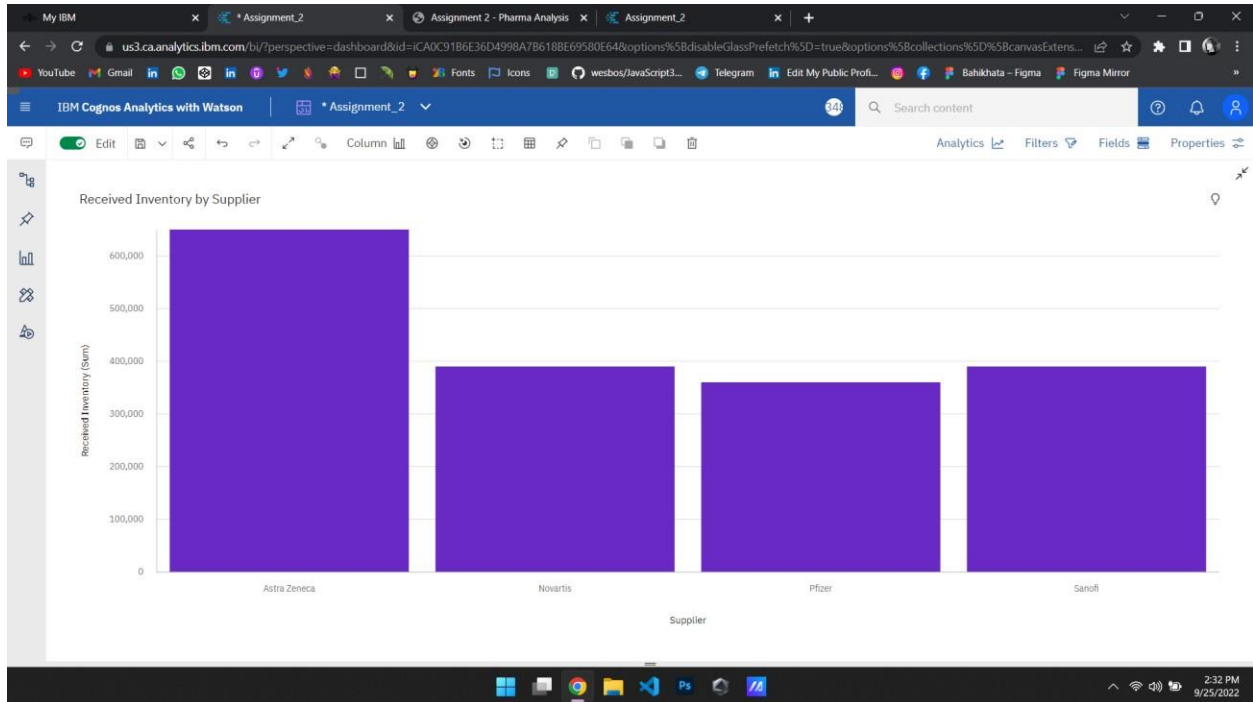 My IBM
* Assignment_2
Assignment 2 - Pharma Analysis
Assignment_2
us3.ca.analytics.ibm.com/bi/?perspective=dashboard&id=iCA0C91B6E36D4998A7B618BE69580E64&options%5BdisableGlassPrefetch%5D=true&options%5Bcollections%5D%5BcanvasExtens...
YouTube Gmail Fonts Icons wesbos/JavaScript3... Telegram Edit My Public Profi... Bahikhata – Figma Figma Mirror
IBM Cognos Analytics with Watson * Assignment_2 Search content
Edit Column Analytics Filters Fields Properties
Received Inventory by Supplier
Received Inventory (Sum)
600,000
500,000
400,000
300,000
200,000
100,000
0
Astra Zeneca Novartis Pfizer Sanofi
Supplier
Ps
2:32 PM
9/25/2022